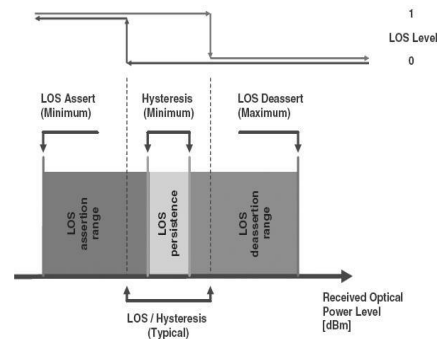 1
LOS Level
0
LOS Assert
(Minimum)
Hysteresis
(Minimum)
LOS Deassert
(Maximum)
LOS
assertion
range
LOS
persistence
LOS
deassertion
range
Received Optical
Power Level
[dBm]
LOS / Hysteresis
(Typical)